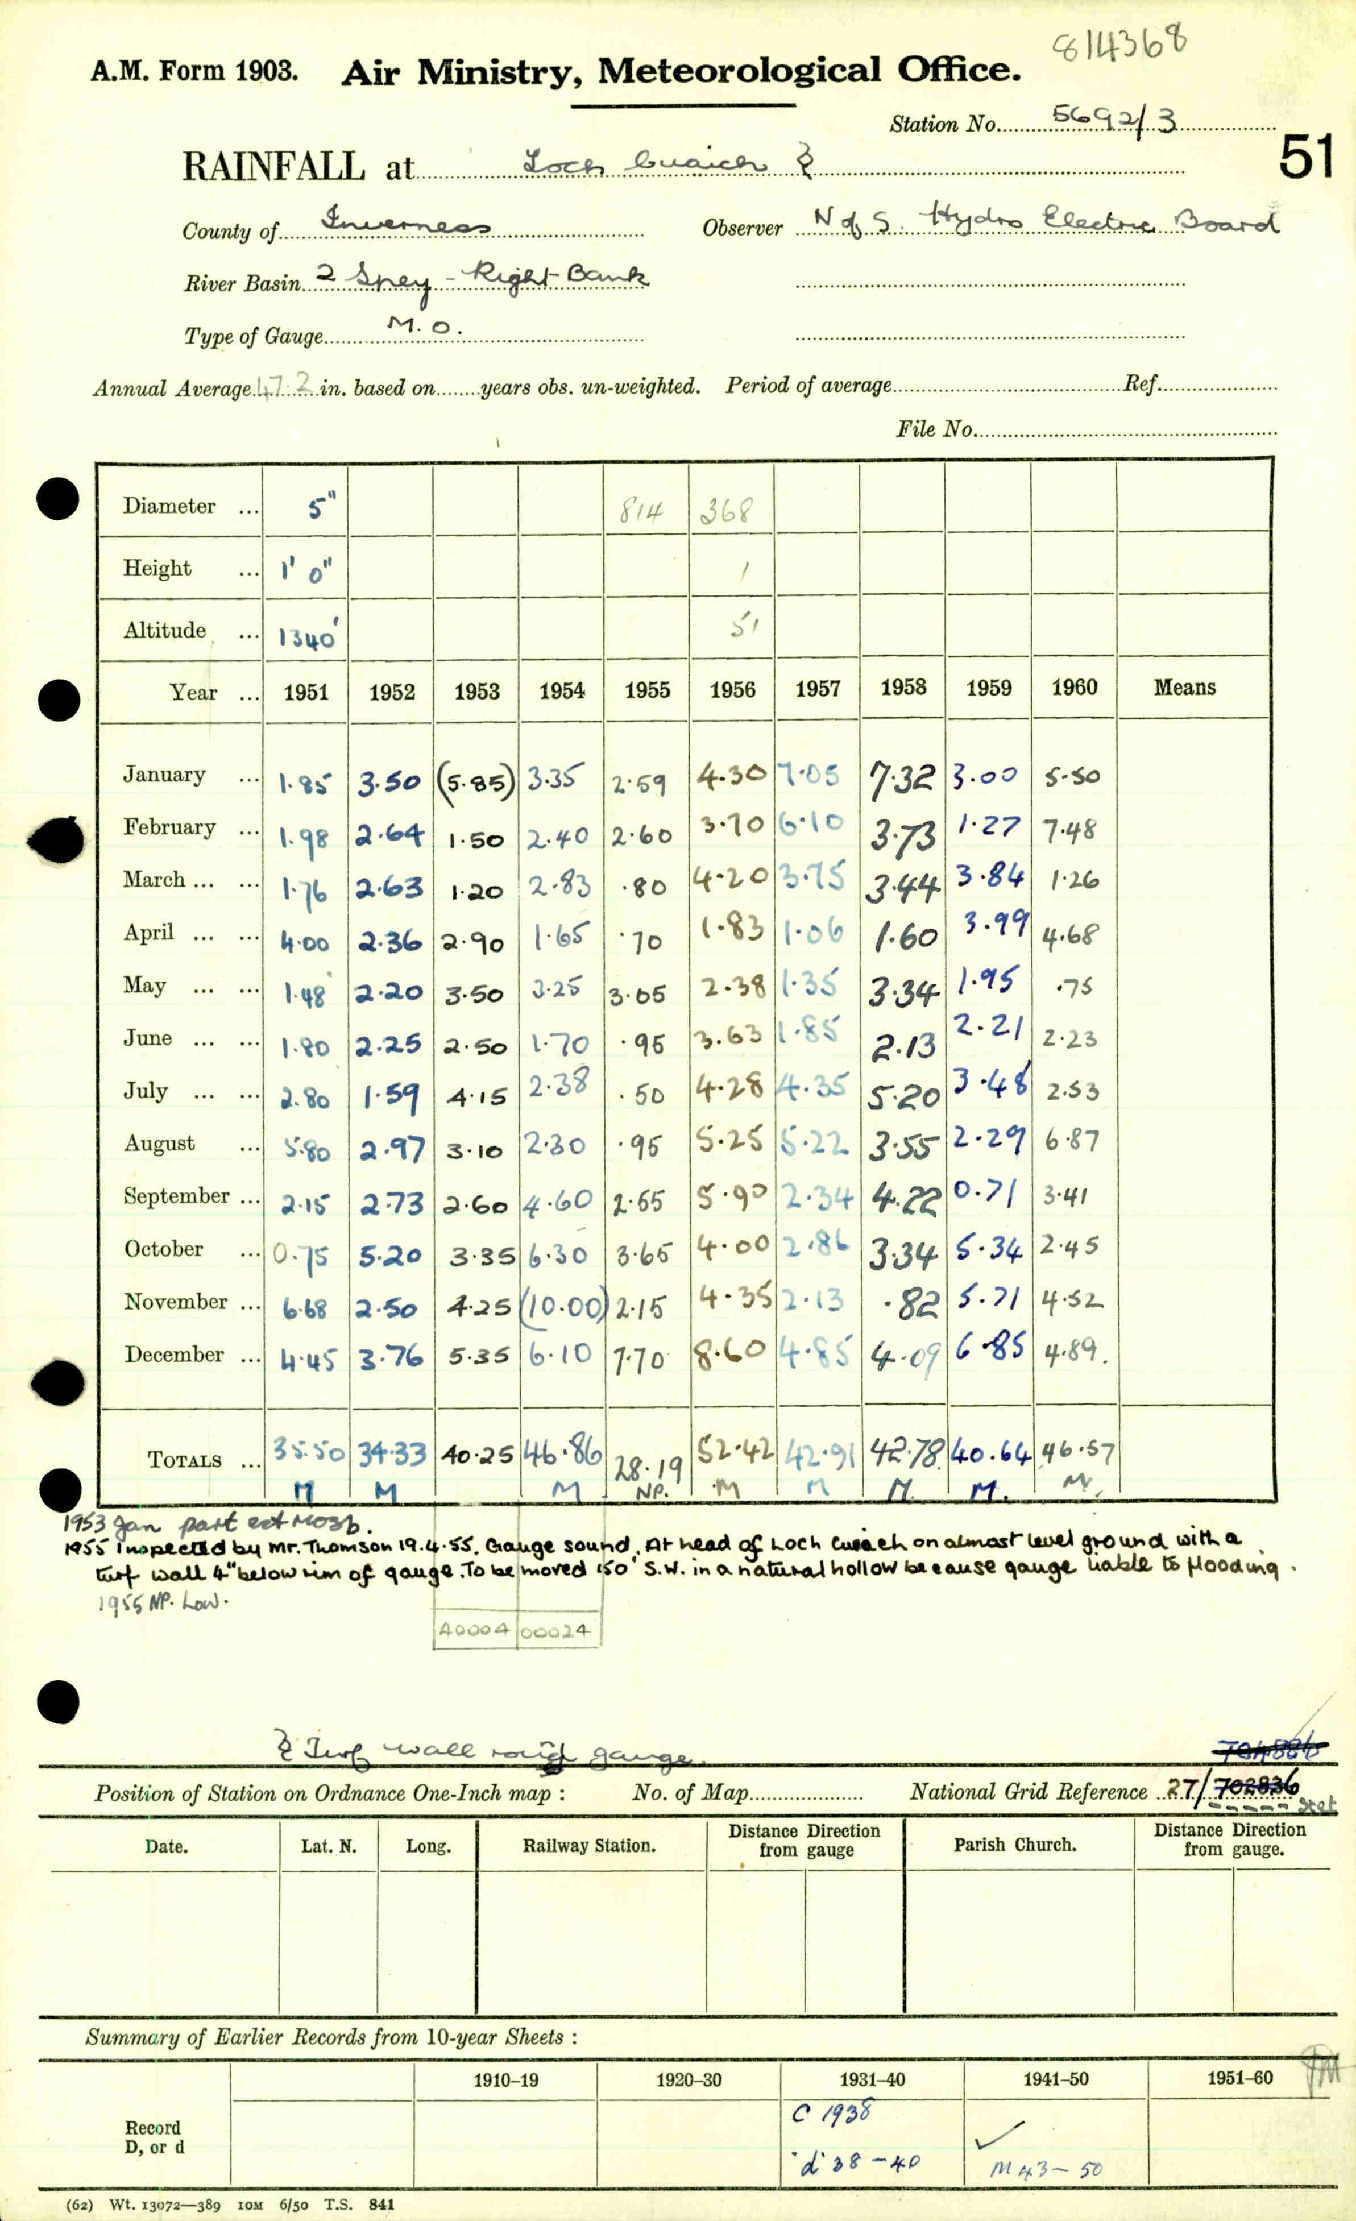 814368
A.M. Form 1903. Air Ministry, Meteorological Office.
Station No. 5692/3
51
RAINFALL at Loch Cuaich ξ
County of Inverness Observer N of S. Hydro Electric Board
River Basin 2 Spey - Right Bank
Type of Gauge M.O.
Annual Average 47.2 in. based on years obs. un-weighted. Period of average Ref.
File No.
Diameter ... 5" 814 368
Height ... 1' 0" 1
Altitude ... 1340' 51
Year ... 1951 1952 1953 1954 1955 1956 1957 1958 1959 1960 Means
January ... 1.85 3.50 (5.85) 3.35 2.59 4.30 7.05 7.32 3.00 5.50
February ... 1.98 2.64 1.50 2.40 2.60 3.70 6.10 3.73 1.27 7.48
March ... ... 1.76 2.63 1.20 2.83 .80 4.20 3.75 3.44 3.84 1.26
April ... ... 4.00 2.36 2.90 1.65 .70 1.83 1.06 1.60 3.99 4.68
May ... ... 1.48 2.20 3.50 3.25 3.05 2.38 1.35 3.34 1.95 .75
June ... ... 1.80 2.25 2.50 1.70 .95 3.63 1.85 2.13 2.21 2.23
July ... ... 2.80 1.59 4.15 2.38 .50 4.28 4.35 5.20 3.48 2.53
August ... 5.80 2.97 3.10 2.30 .95 5.25 5.22 3.55 2.29 6.87
September ... 2.15 2.73 2.60 4.60 2.55 5.90 2.34 4.22 0.71 3.41
October ... 0.75 5.20 3.35 6.30 3.65 4.00 2.86 3.34 5.34 2.45
November ... 6.68 2.50 4.25 (10.00) 2.15 4.35 2.13 .82 5.71 4.52
December ... 4.45 3.76 5.35 6.10 7.70 8.60 4.85 4.09 6.85 4.89.
TOTALS ... 35.50 34.33 40.25 46.86 28.19 52.42 42.91 42.78 40.64 46.57
M M M NP. M M M. M. M.
1953 Jan part est MO3b.
1955 Inspected by Mr. Thomson 19.4.55. Gauge sound. At head of Loch Cuaich on almost level ground with a
turf wall 4" below rim of gauge. To be moved 150' S.W. in a natural hollow because gauge liable to flooding.
1955 NP. Low.
A0004 00024
ξ Turf wall round gauge.
704886
Position of Station on Ordnance One-Inch map : No. of Map National Grid Reference 27/702836
stet
Date. Lat. N. Long. Railway Station. Distance Direction from gauge Parish Church. Distance Direction from gauge.
Summary of Earlier Records from 10-year Sheets :
1910–19 1920–30 1931–40 1941–50 1951–60
Record D, or d
C 1938
'd' 38 – 40 ✓ M 43 – 50
(62) Wt. 13072—389 10M 6/50 T.S. 841